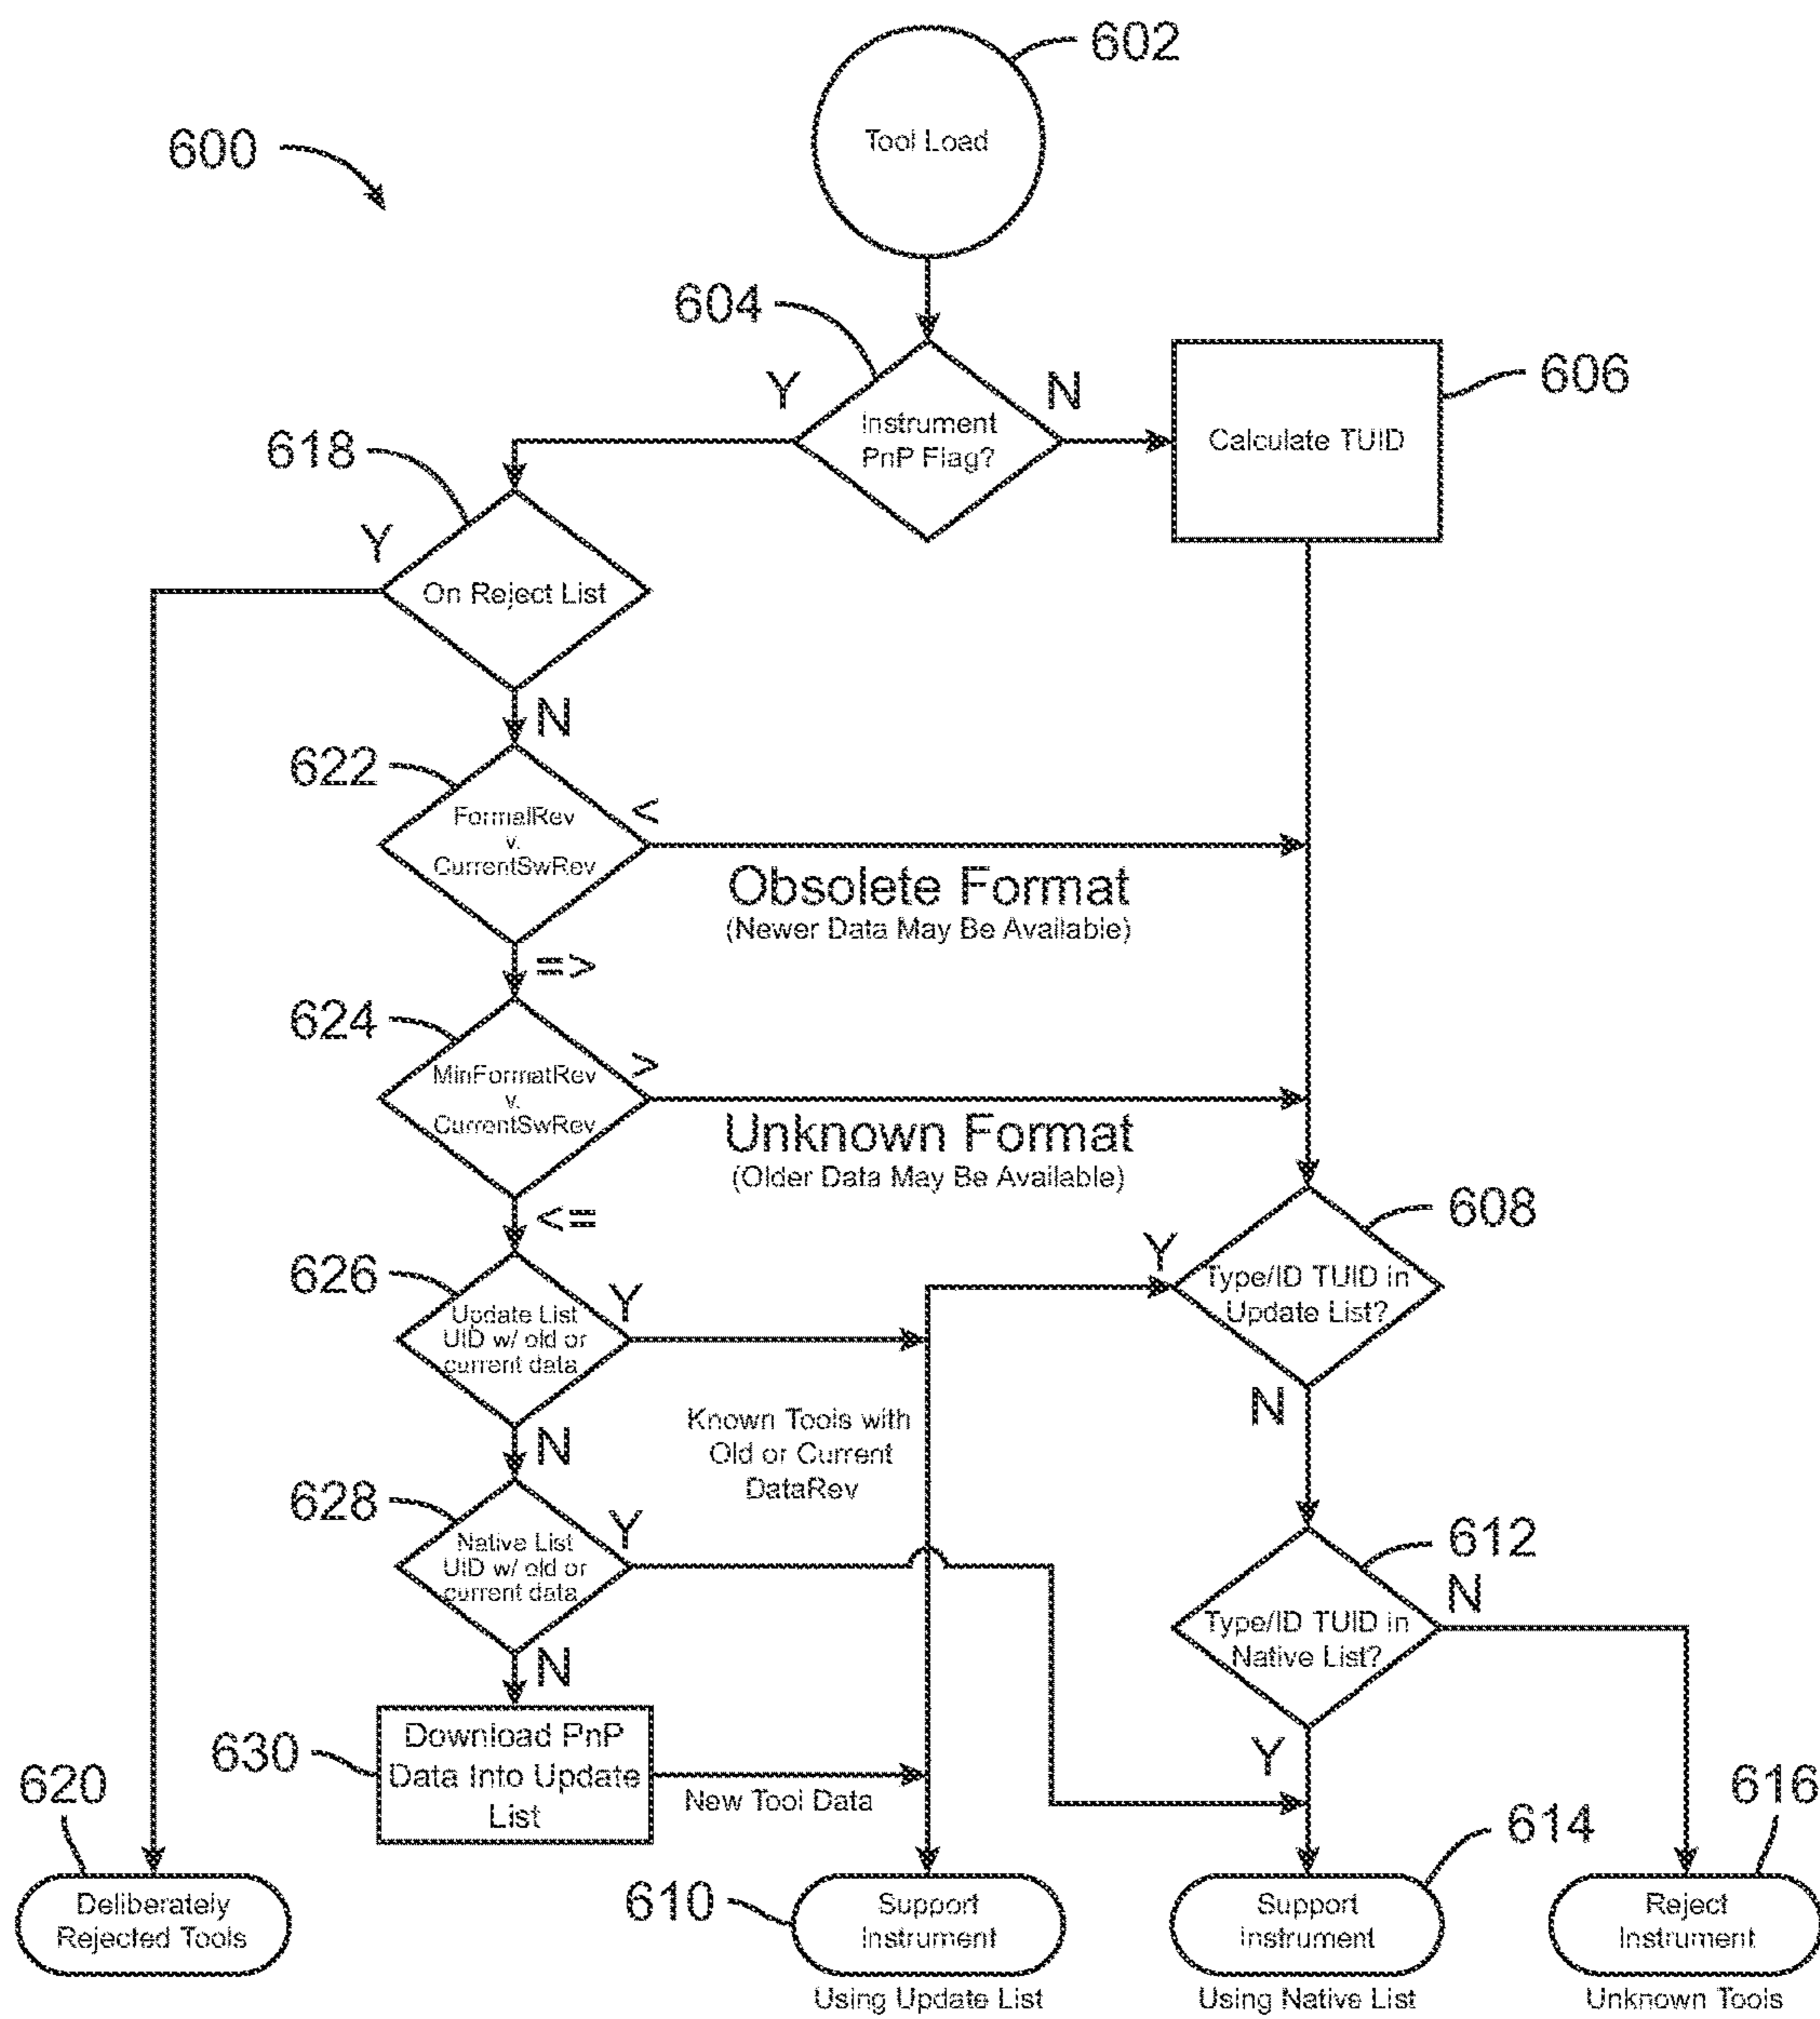 602
600
Tool Load
604
Y
N
Instrument
PnP Flag?
606
Calculate TUID
618
Y
On Reject List
N
622
<
FormalRev
v.
CurrentSwRev
Obsolete Format
(Newer Data May Be Available)
=>
624
>
MinFormatRev
v.
CurrentSwRev
Unknown Format
(Older Data May Be Available)
<=
608
Y
Type/ID TUID in
Update List?
N
626
Y
Update List
UID w/ old or
current data
N
Known Tools with
Old or Current
DataRev
628
Y
Native List
UID w/ old or
current data
N
612
N
Type/ID TUID in
Native List?
Y
630
Download PnP
Data Into Update
List
New Tool Data
620
Deliberately
Rejected Tools
610
Support
Instrument
Using Update List
614
Support
Instrument
Using Native List
616
Reject
Instrument
Unknown Tools